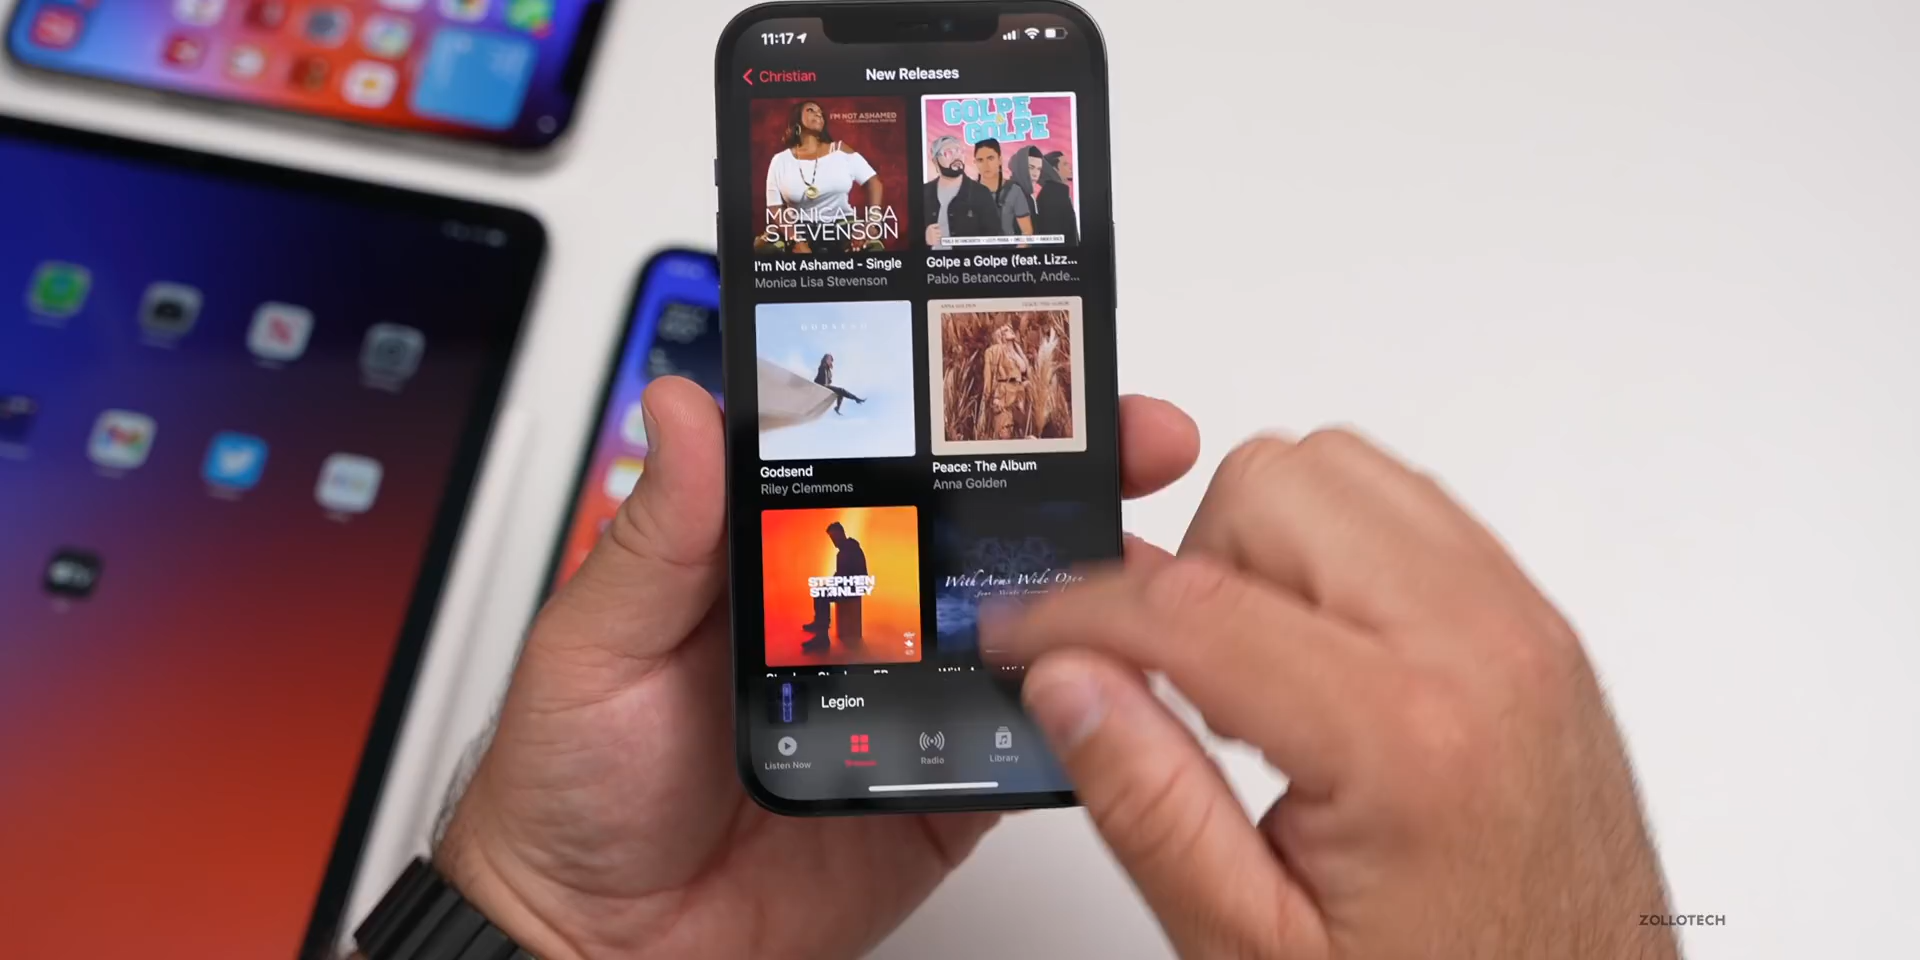 11:17
Christian
New Releases
I'M NOT ASHAMED
MONICA LISA
STEVENSON
GOLPE
a
GOLPE
I'm Not Ashamed - Single
Monica Lisa Stevenson
Golpe a Golpe (feat. Lizz...
Pablo Betancourth, Ande...
GODSEND
Godsend
Riley Clemmons
Peace: The Album
Anna Golden
STEPHEN
STANLEY
With Arms Wide Open
Legion
Listen Now
Browse
Radio
Library
ZOLLOTECH